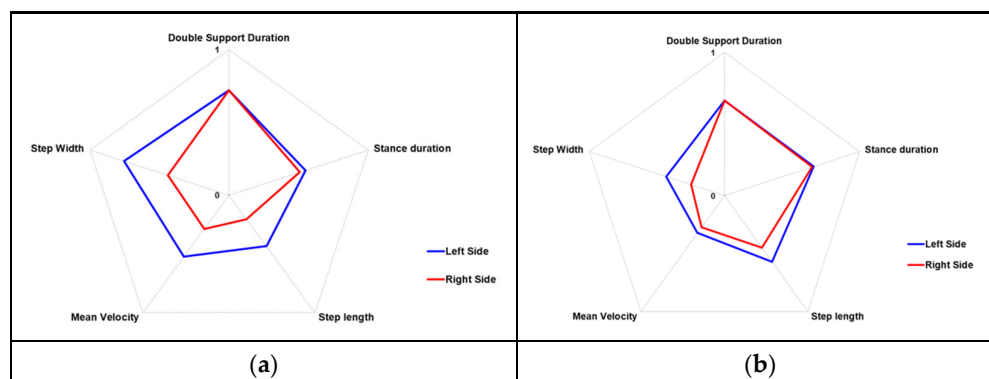 Double Support Duration
1
Step Width
Stance duration
0
Left Side
Right Side
Mean Velocity
Step length
(a)
Double Support Duration
1
Step Width
Stance duration
0
Left Side
Right Side
Mean Velocity
Step length
(b)